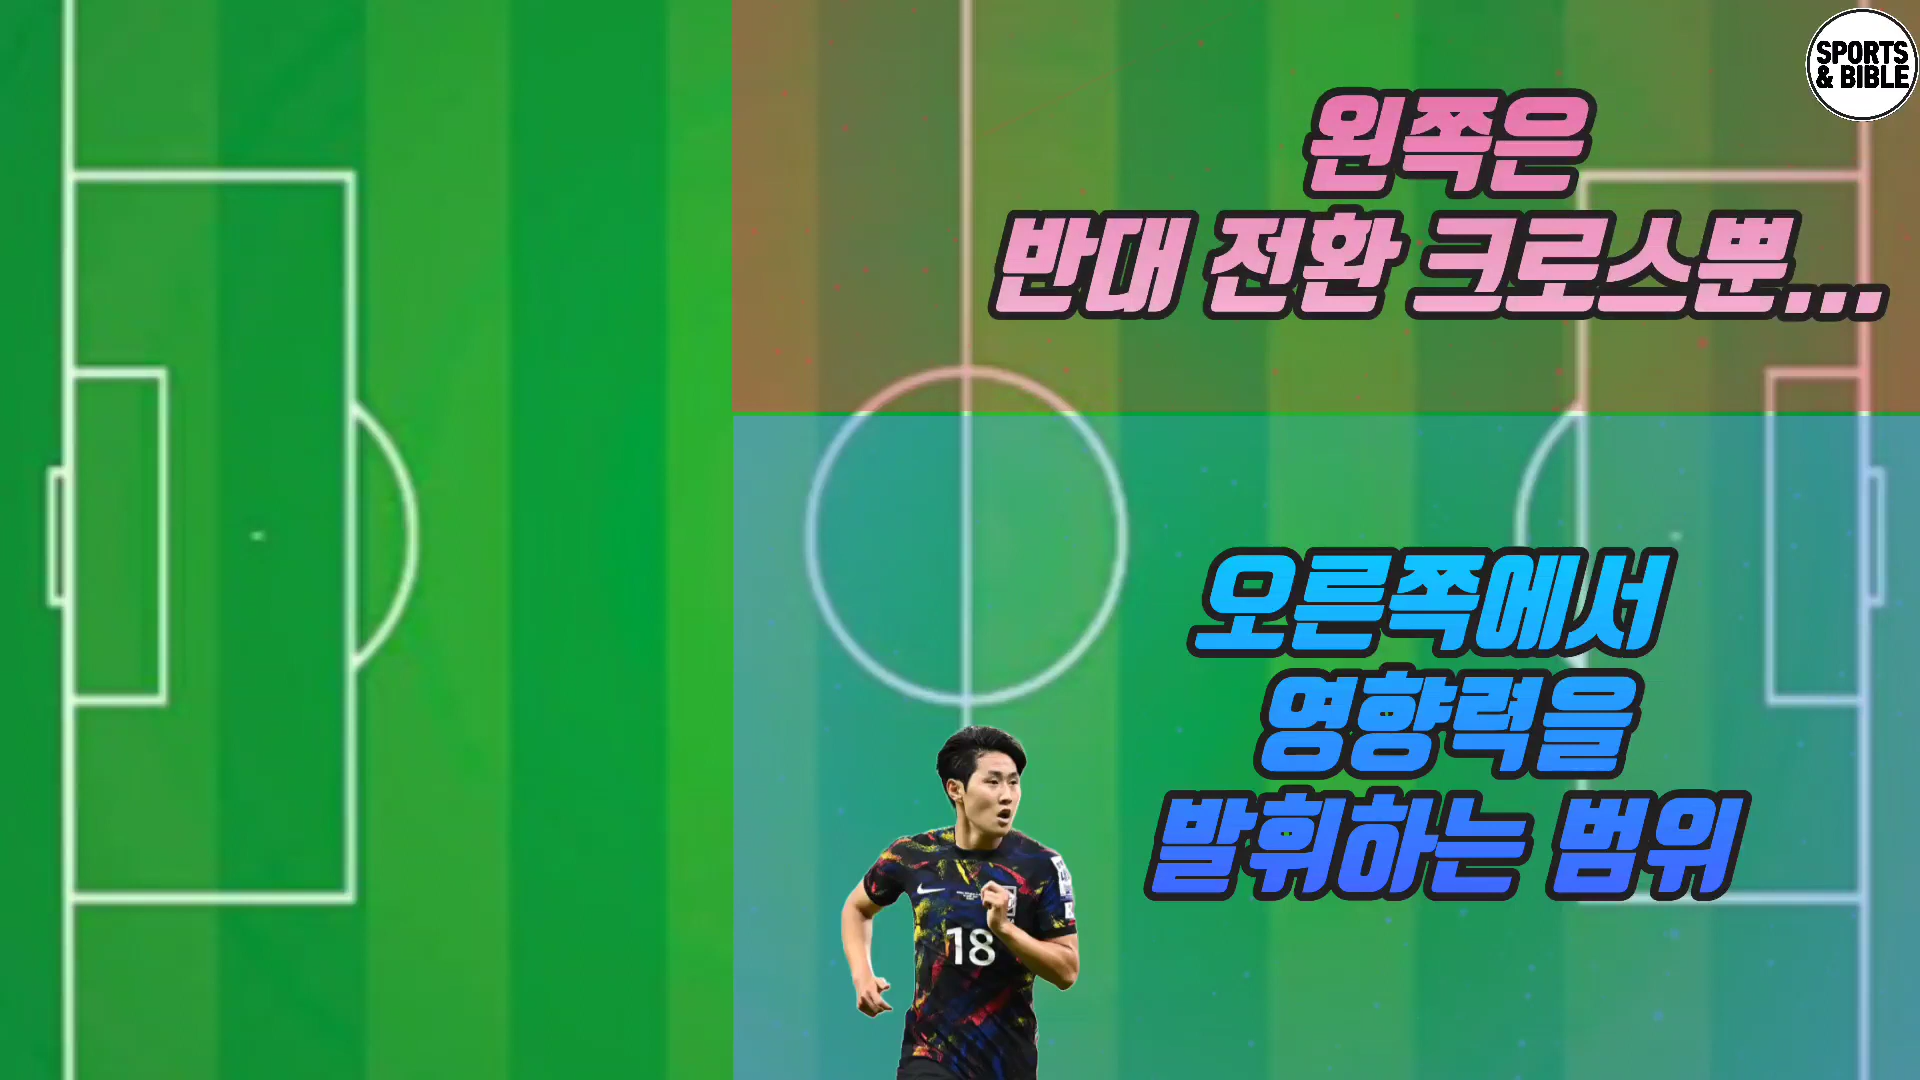 SPORTS
& BIBLE
왼쪽은
반대 전환 크로스뿐...
오른쪽에서
영향력을
발휘하는 범위
18